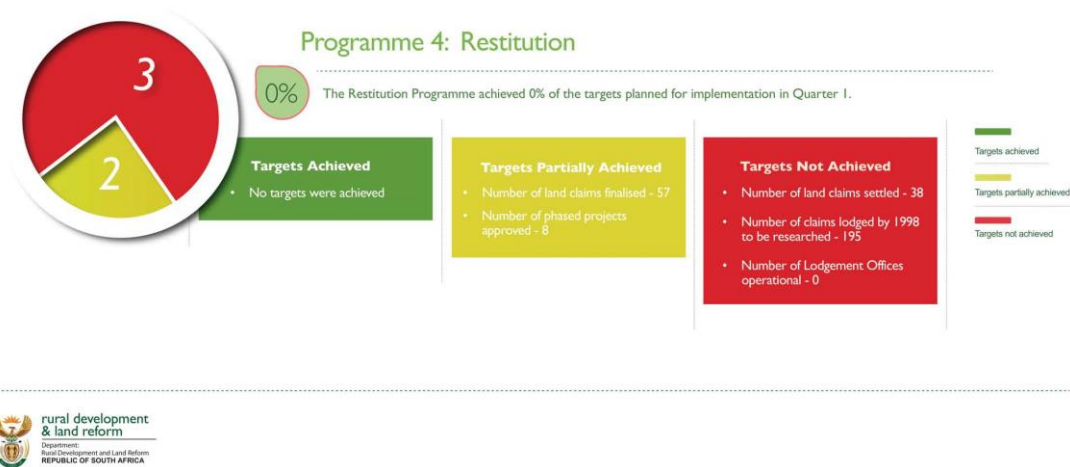 Programme 4: Restitution
3
2
0%
The Restitution Programme achieved 0% of the targets planned for implementation in Quarter 1.
Targets Achieved
• No targets were achieved
Targets Partially Achieved
• Number of land claims finalised - 57
• Number of phased projects
approved - 8
Targets Not Achieved
• Number of land claims settled - 38
• Number of claims lodged by 1998
to be researched - 195
• Number of Lodgement Offices
operational - 0
Targets achieved
Targets partially achieved
Targets not achieved
rural development
& land reform
Department:
Rural Development and Land Reform
REPUBLIC OF SOUTH AFRICA